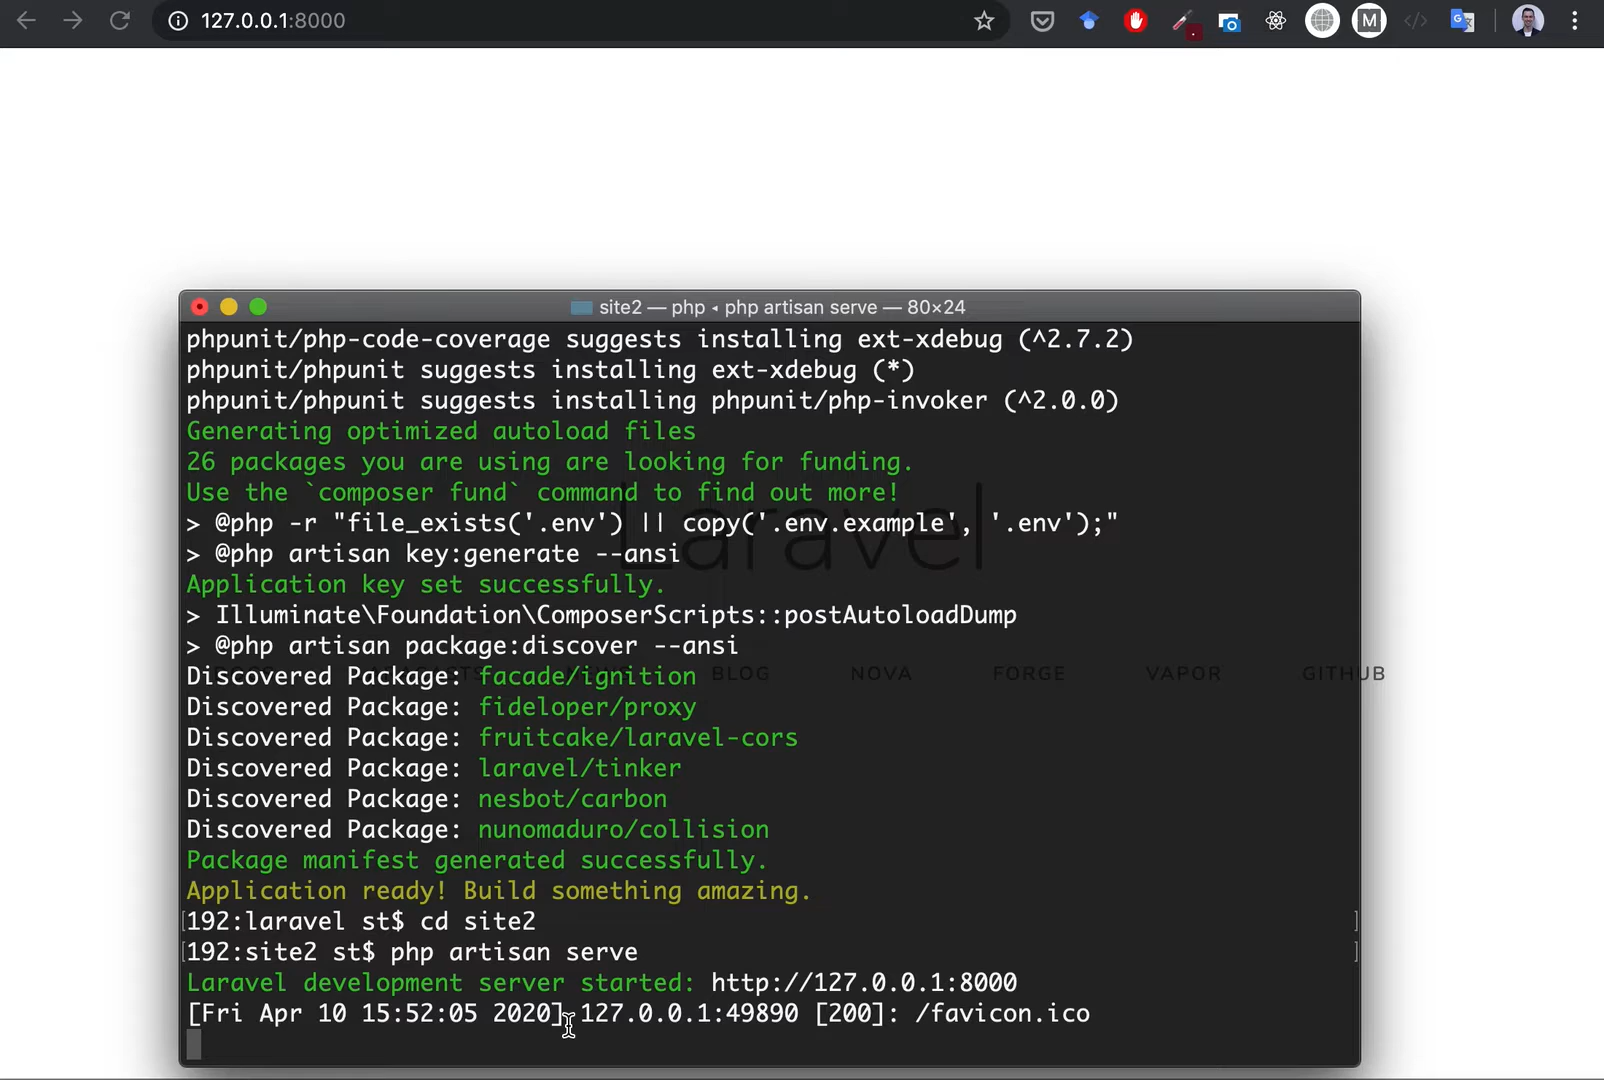 127.0.0.1:8000
M
site2 — php ◂ php artisan serve — 80×24
phpunit/php-code-coverage suggests installing ext-xdebug (^2.7.2)
phpunit/phpunit suggests installing ext-xdebug (*)
phpunit/phpunit suggests installing phpunit/php-invoker (^2.0.0)
Generating optimized autoload files
26 packages you are using are looking for funding.
Use the `composer fund` command to find out more!
> @php -r "file_exists('.env') || copy('.env.example', '.env');"
Laravel
> @php artisan key:generate --ansi
Application key set successfully.
> Illuminate\Foundation\ComposerScripts::postAutoloadDump
> @php artisan package:discover --ansi
Discovered Package: facade/ignition
BLOG NOVA FORGE VAPOR GITHUB
Discovered Package: fideloper/proxy
Discovered Package: fruitcake/laravel-cors
Discovered Package: laravel/tinker
Discovered Package: nesbot/carbon
Discovered Package: nunomaduro/collision
Package manifest generated successfully.
Application ready! Build something amazing.
[192:laravel st$ cd site2 ]
[192:site2 st$ php artisan serve ]
Laravel development server started: http://127.0.0.1:8000
[Fri Apr 10 15:52:05 2020] 127.0.0.1:49890 [200]: /favicon.ico